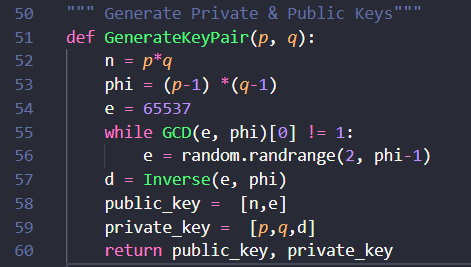 50 """ Generate Private & Public Keys"""
51 def GenerateKeyPair(p, q):
52     n = p*q
53     phi = (p-1) *(q-1)
54     e = 65537
55     while GCD(e, phi)[0] != 1:
56         e = random.randrange(2, phi-1)
57     d = Inverse(e, phi)
58     public_key =  [n,e]
59     private_key =  [p,q,d]
60     return public_key, private_key